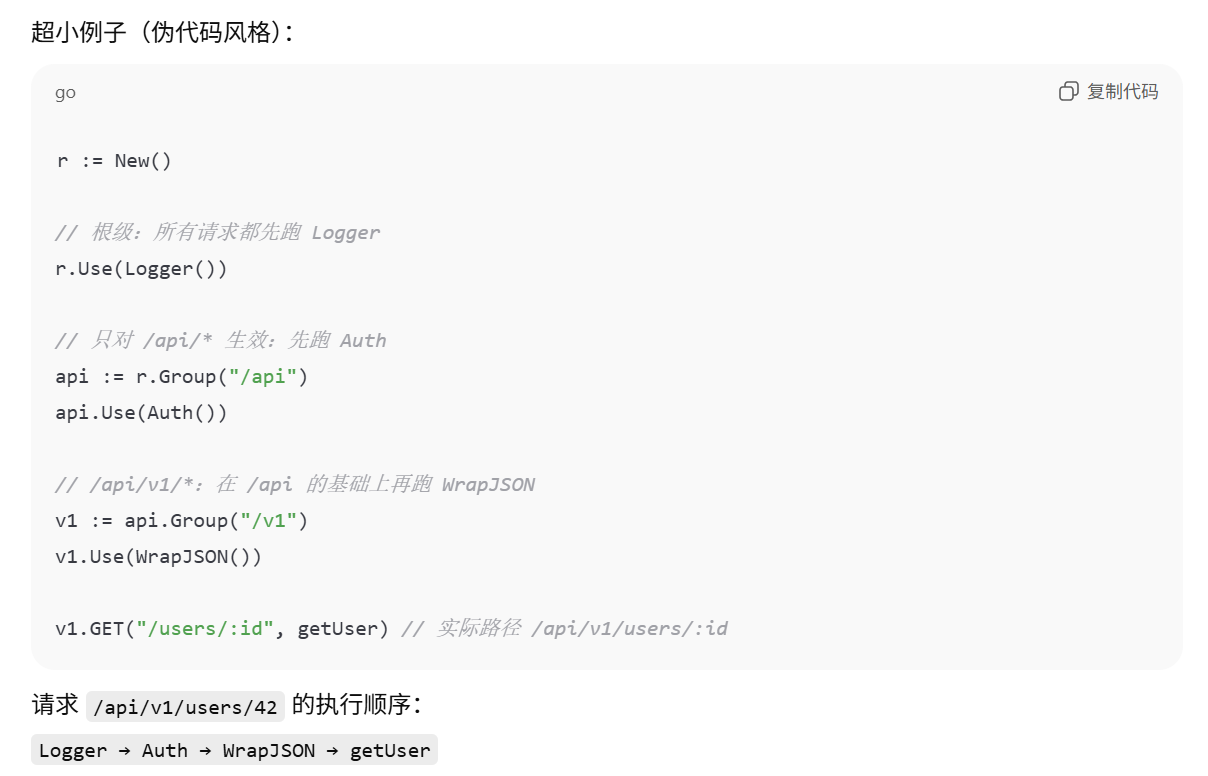 超小例子（伪代码风格）：
go
复制代码
r := New()
// 根级：所有请求都先跑 Logger
r.Use(Logger())
// 只对 /api/* 生效：先跑 Auth
api := r.Group("/api")
api.Use(Auth())
// /api/v1/*：在 /api 的基础上再跑 WrapJSON
v1 := api.Group("/v1")
v1.Use(WrapJSON())
v1.GET("/users/:id", getUser) // 实际路径 /api/v1/users/:id
请求 /api/v1/users/42 的执行顺序：
Logger → Auth → WrapJSON → getUser